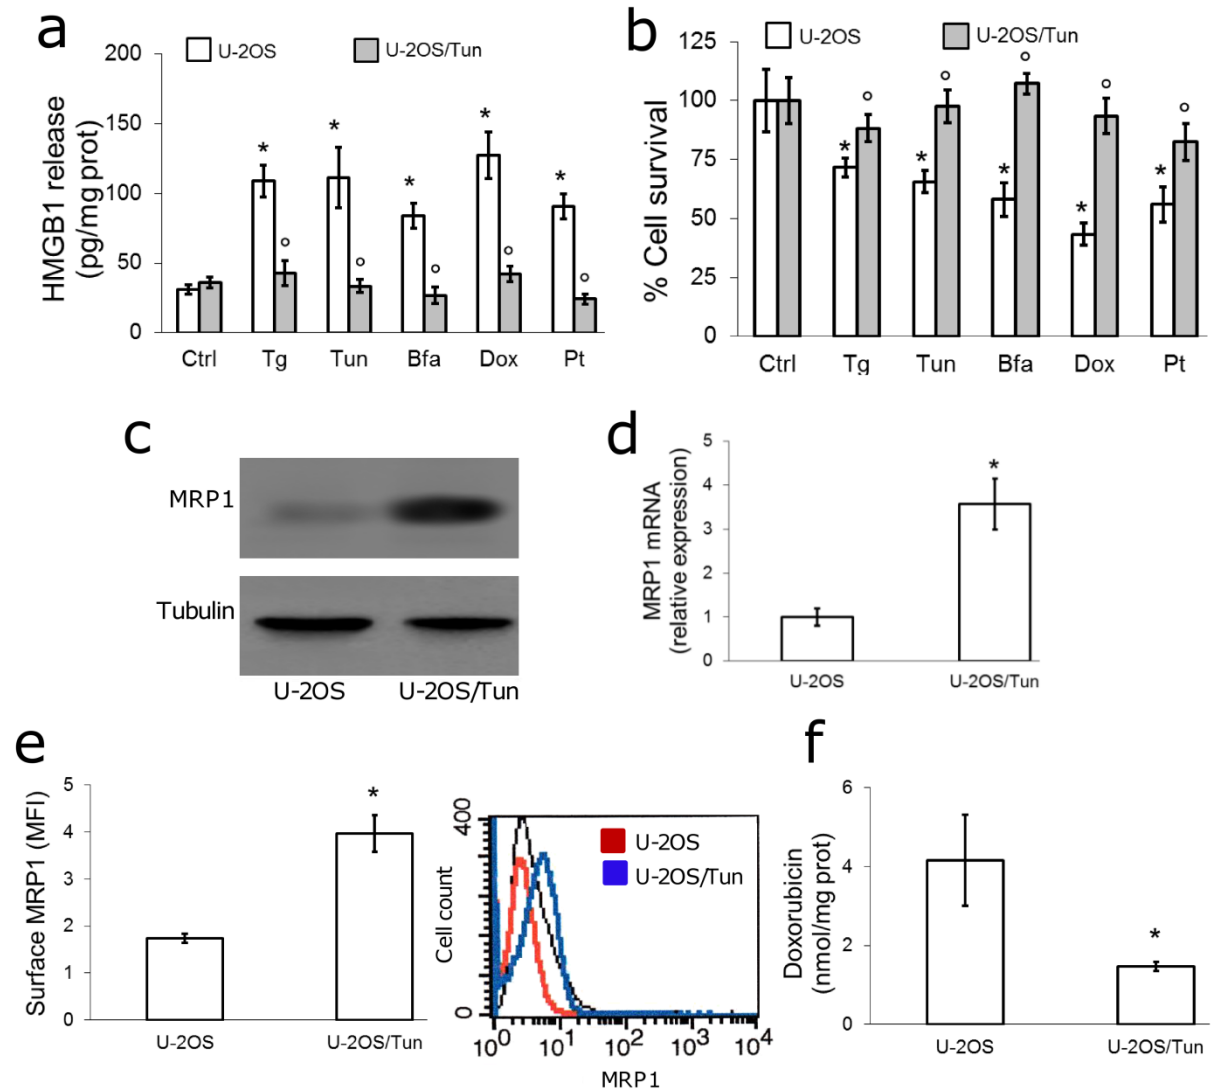 a
U-2OS
U-2OS/Tun
HMGB1 release
(pg/mg prot)
200
150
100
50
0
*
*
*
*
*
°
°
°
°
°
Ctrl Tg Tun Bfa Dox Pt
b
U-2OS
U-2OS/Tun
% Cell survival
125
100
75
50
25
0
*
*
*
*
*
°
°
°
°
°
Ctrl Tg Tun Bfa Dox Pt
c
MRP1
Tubulin
U-2OS U-2OS/Tun
d
MRP1 mRNA
(relative expression)
5
4
3
2
1
0
*
U-2OS U-2OS/Tun
e
Surface MRP1 (MFI)
5
4
3
2
1
0
*
U-2OS U-2OS/Tun
Cell count
400
0
U-2OS
U-2OS/Tun
10⁰ 10¹ 10² 10³ 10⁴
MRP1
f
Doxorubicin
(nmol/mg prot)
6
4
2
0
*
U-2OS U-2OS/Tun